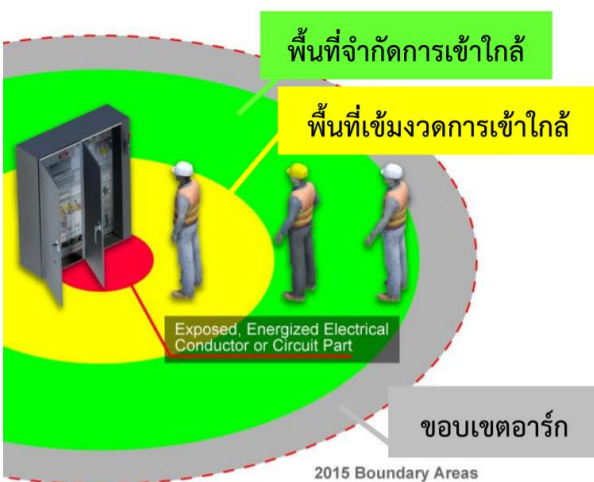 พื้นที่จำกัดการเข้าใกล้
พื้นที่เข้มงวดการเข้าใกล้
Exposed, Energized Electrical
Conductor or Circuit Part
ขอบเขตอาร์ก
2015 Boundary Areas